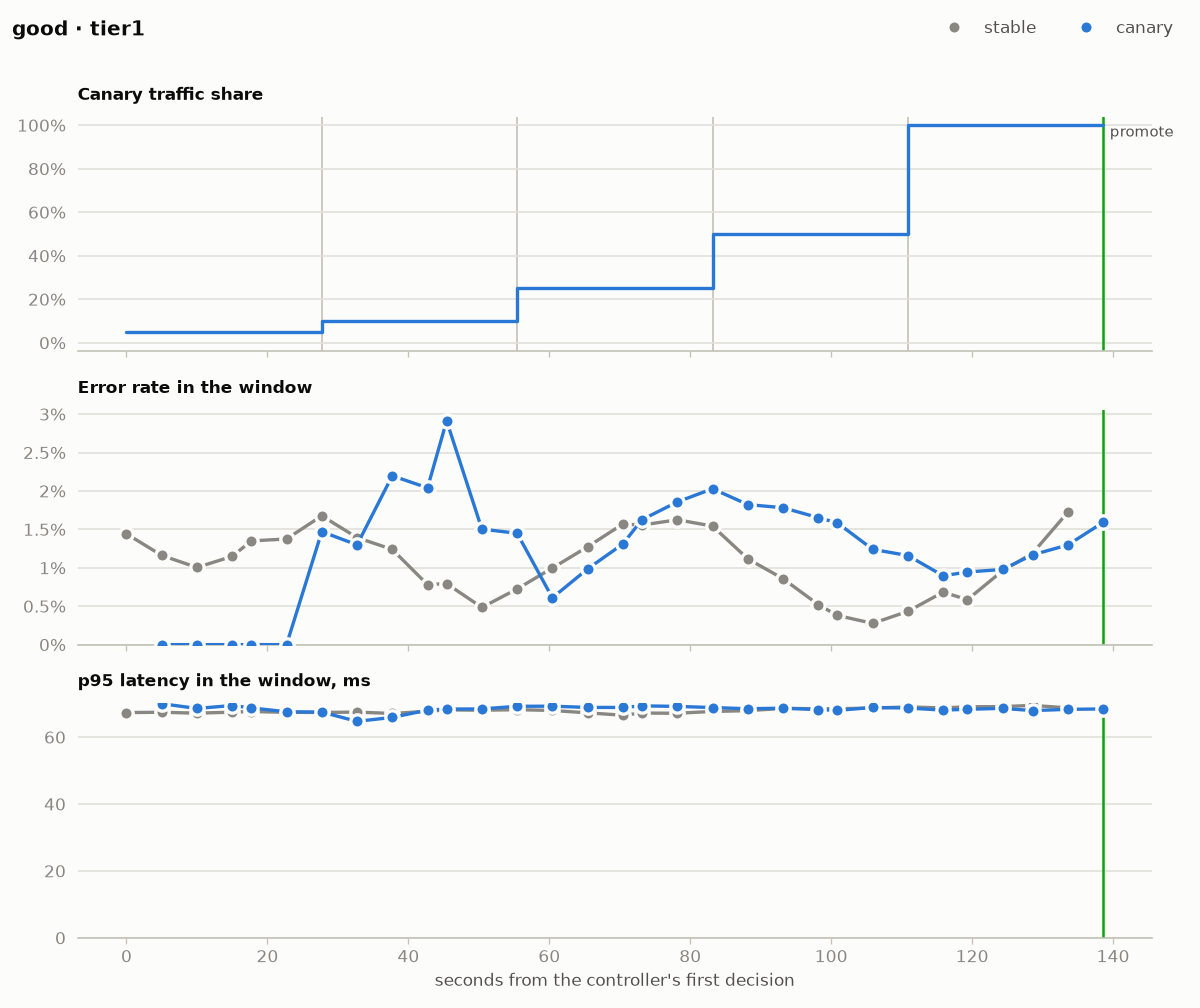 good · tier1
stable
canary
Canary traffic share
100%
promote
80%
60%
40%
20%
0%
Error rate in the window
3%
2.5%
2%
1.5%
1%
0.5%
0%
p95 latency in the window, ms
60
40
20
0
0 20 40 60 80 100 120 140
seconds from the controller's first decision